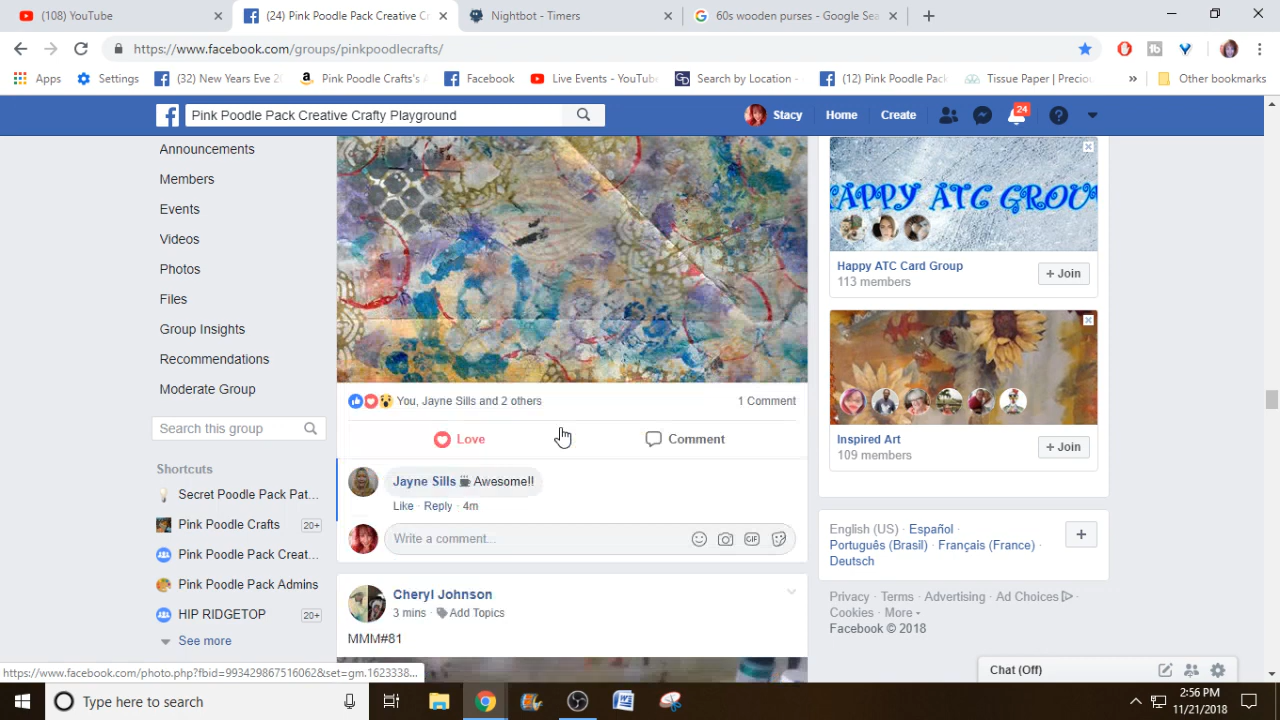 (108) YouTube
(24) Pink Poodle Pack Creative C
Nightbot - Timers
60s wooden purses - Google Sea
https://www.facebook.com/groups/pinkpoodlecrafts/
Apps
Settings
(32) New Years Eve 20
Pink Poodle Craft's A
Facebook
Live Events - YouTube
Search by Location -
(12) Pink Poodle Pack
Tissue Paper | Preciou
Other bookmarks
Pink Poodle Pack Creative Crafty Playground
Stacy
Home
Create
24
Announcements
Members
Events
Videos
Photos
Files
Group Insights
Recommendations
Moderate Group
Search this group
Shortcuts
Secret Poodle Pack Pat...
Pink Poodle Crafts 20+
Pink Poodle Pack Creat...
Pink Poodle Pack Admins
HIP RIDGETOP 20+
See more
You, Jayne Sills and 2 others
1 Comment
Love
Comment
Jayne Sills Awesome!!
Like · Reply · 4m
Write a comment...
GIF
Cheryl Johnson
3 mins · Add Topics
MMM#81
HAPPY ATC GROU
Happy ATC Card Group
113 members
+ Join
Inspired Art
109 members
+ Join
English (US) · Español ·
Português (Brasil) · Français (France) ·
Deutsch
Privacy · Terms · Advertising · Ad Choices ·
Cookies · More
Facebook © 2018
Chat (Off)
https://www.facebook.com/photo.php?fbid=993429867516062&set=gm.1623338...
Type here to search
2:56 PM
11/21/2018